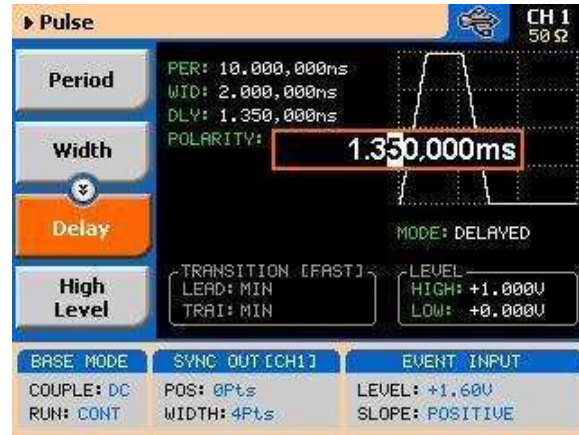 Pulse
CH 1
50 Ω
Period
Width
Delay
High
Level
PER: 10.000,000ms
WID: 2.000,000ms
DLY: 1.350,000ms
POLARITY:
1.350,000ms
MODE: DELAYED
TRANSITION [FAST]
LEAD: MIN
TRAI: MIN
LEVEL
HIGH: +1.000V
LOW: +0.000V
BASE MODE
COUPLE: DC
RUN: CONT
SYNC OUT [CH1]
POS: 0Pts
WIDTH: 4Pts
EVENT INPUT
LEVEL: +1.60V
SLOPE: POSITIVE